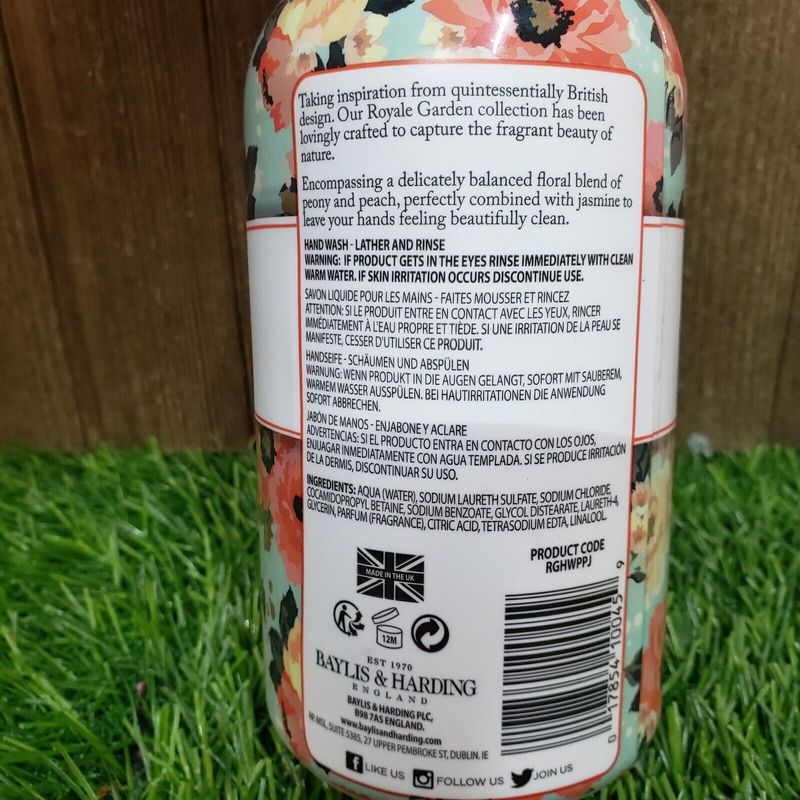 Taking inspiration from quintessentially British
design. Our Royale Garden collection has been
lovingly crafted to capture the fragrant beauty of
nature.
Encompassing a delicately balanced floral blend of
peony and peach, perfectly combined with jasmine to
leave your hands feeling beautifully clean.
HAND WASH - LATHER AND RINSE
WARNING: IF PRODUCT GETS IN THE EYES RINSE IMMEDIATELY WITH CLEAN
WARM WATER. IF SKIN IRRITATION OCCURS DISCONTINUE USE.
SAVON LIQUIDE POUR LES MAINS - FAITES MOUSSER ET RINCEZ
ATTENTION: SI LE PRODUIT ENTRE EN CONTACT AVEC LES YEUX, RINCER
IMMÉDIATEMENT À L'EAU PROPRE ET TIÈDE. SI UNE IRRITATION DE LA PEAU SE
MANIFESTE, CESSER D'UTILISER CE PRODUIT.
HANDSEIFE - SCHÄUMEN UND ABSPÜLEN
WARNUNG: WENN PRODUKT IN DIE AUGEN GELANGT, SOFORT MIT SAUBEREM,
WARMEM WASSER AUSSPÜLEN. BEI HAUTIRRITATIONEN DIE ANWENDUNG
SOFORT ABBRECHEN.
JABÓN DE MANOS - ENJABONE Y ACLARE
ADVERTENCIAS: SI EL PRODUCTO ENTRA EN CONTACTO CON LOS OJOS,
ENJUAGAR INMEDIATAMENTE CON AGUA TEMPLADA. SI SE PRODUCE IRRITACIÓN
DE LA DERMIS, DISCONTINUAR SU USO.
INGREDIENTS: AQUA (WATER), SODIUM LAURETH SULFATE, SODIUM CHLORIDE,
COCAMIDOPROPYL BETAINE, SODIUM BENZOATE, GLYCOL DISTEARATE, LAURETH-4,
GLYCERIN, PARFUM (FRAGRANCE), CITRIC ACID, TETRASODIUM EDTA, LINALOOL.
PRODUCT CODE
RGHWPPJ
MADE IN THE UK
12M
EST 1970
BAYLIS & HARDING
ENGLAND
BAYLIS & HARDING PLC,
B98 7AS ENGLAND.
www.baylisandharding.com
RP. MSL, SUITE 5385, 27 UPPER PEMBROKE ST, DUBLIN. IE
0 17854 10045 9
LIKE US FOLLOW US JOIN US